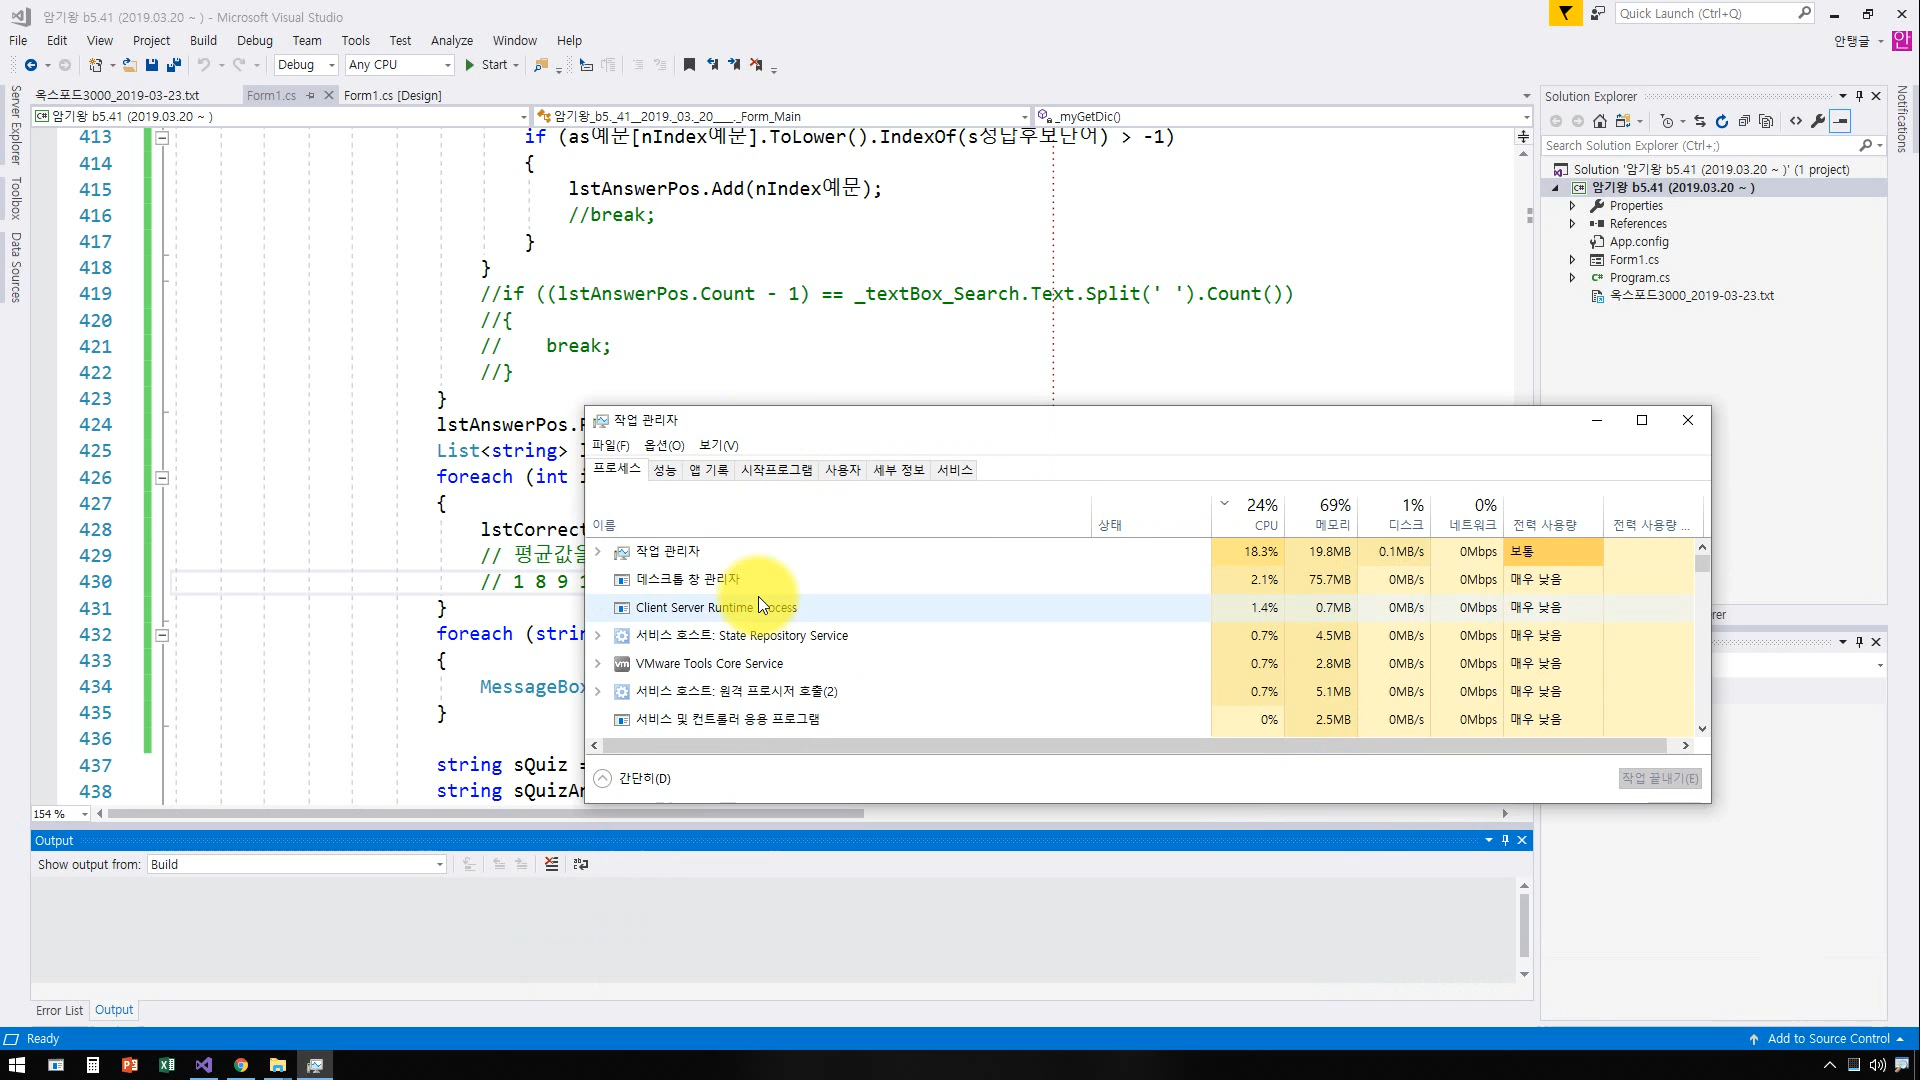 암기왕 b5.41 (2019.03.20 ~ ) - Microsoft Visual Studio
Quick Launch (Ctrl+Q)
File Edit View Project Build Debug Team Tools Test Analyze Window Help
안탱글 안
Debug Any CPU Start
옥스포드3000_2019-03-23.txt Form1.cs Form1.cs [Design]
암기왕 b5.41 (2019.03.20 ~ ) 암기왕_b5._41__2019._03._20____._Form_Main _myGetDic()
Server Explorer
Toolbox
Data Sources
413 if (as예문[nIndex예문].ToLower().IndexOf(s정답후보단어) > -1)
414 {
415 lstAnswerPos.Add(nIndex예문);
416 //break;
417 }
418 }
419 //if ((lstAnswerPos.Count - 1) == _textBox_Search.Text.Split(' ').Count())
420 //{
421 // break;
422 //}
423 }
424 lstAnswerPos.
425 List<string>
426 foreach (int
427 {
428 lstCorrect
429 // 평균값을
430 // 1 8 9
431 }
432 foreach (strin
433 {
434 MessageBox
435 }
436
437 string sQuiz =
438 string sQuizAn
154 %
작업 관리자
파일(F) 옵션(O) 보기(V)
프로세스 성능 앱 기록 시작프로그램 사용자 세부 정보 서비스
24% 69% 1% 0%
이름 상태 CPU 메모리 디스크 네트워크 전력 사용량 전력 사용량 ...
작업 관리자 18.3% 19.8MB 0.1MB/s 0Mbps 보통
데스크톱 창 관리자 2.1% 75.7MB 0MB/s 0Mbps 매우 낮음
Client Server Runtime Process 1.4% 0.7MB 0MB/s 0Mbps 매우 낮음
서비스 호스트: State Repository Service 0.7% 4.5MB 0MB/s 0Mbps 매우 낮음
vm VMware Tools Core Service 0.7% 2.8MB 0MB/s 0Mbps 매우 낮음
서비스 호스트: 원격 프로시저 호출(2) 0.7% 5.1MB 0MB/s 0Mbps 매우 낮음
서비스 및 컨트롤러 응용 프로그램 0% 2.5MB 0MB/s 0Mbps 매우 낮음
간단히(D) 작업 끝내기(E)
Solution Explorer
Search Solution Explorer (Ctrl+;)
Solution '암기왕 b5.41 (2019.03.20 ~ )' (1 project)
암기왕 b5.41 (2019.03.20 ~ )
Properties
References
App.config
Form1.cs
Program.cs
옥스포드3000_2019-03-23.txt
Notifications
Output
Show output from: Build
Error List Output
Ready Add to Source Control